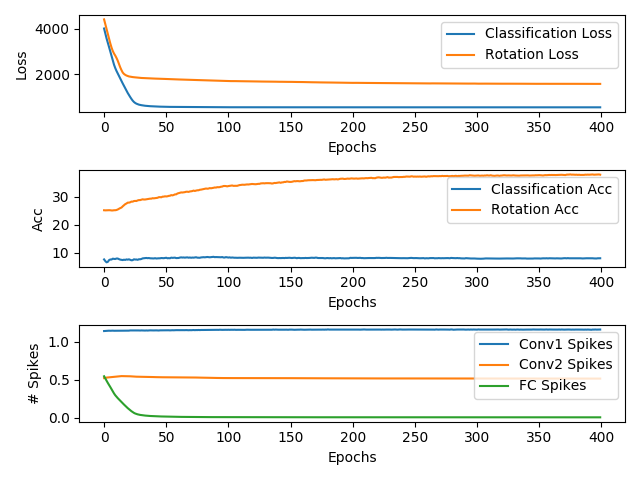 4000
2000
Loss
Classification Loss
Rotation Loss
0 50 100 150 200 250 300 350 400
Epochs
30
20
10
Acc
Classification Acc
Rotation Acc
0 50 100 150 200 250 300 350 400
Epochs
1.0
0.5
0.0
# Spikes
Conv1 Spikes
Conv2 Spikes
FC Spikes
0 50 100 150 200 250 300 350 400
Epochs